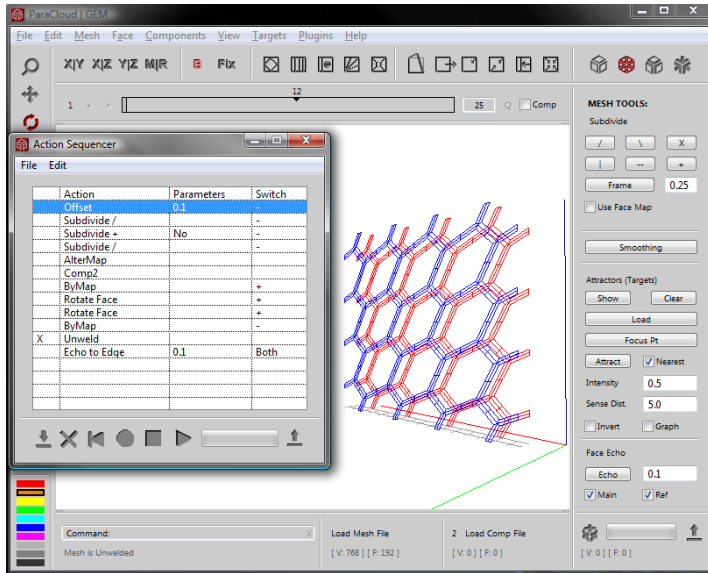 ParaCloud | GEM
File Edit Mesh Face Components View Targets Plugins Help
X|Y X|Z Y|Z M|R B Fix
12
1 + > 25 Q Comp
Action Sequencer
File Edit
Action Parameters Switch
Offset 0.1 -
Subdivide / -
Subdivide + No -
Subdivide / -
AlterMap
Comp2
ByMap +
Rotate Face +
Rotate Face +
ByMap -
X Unweld
Echo to Edge 0.1 Both
MESH TOOLS:
Subdivide
/ \ X
| -- +
Frame 0.25
Use Face Map
Smoothing
Attractors (Targets)
Show Clear
Load
Focus Pt
Attract Nearest
Intensity 0.5
Sense Dist. 5.0
Invert Graph
Face Echo
Echo 0.1
Main Ref
Command: X Load Mesh File 2 Load Comp File
Mesh is Unwelded [ V: 768 ] [ F: 192 ] [ V: 0 ] [ F: 0 ] [ V: 0 ] [ F: 0 ]